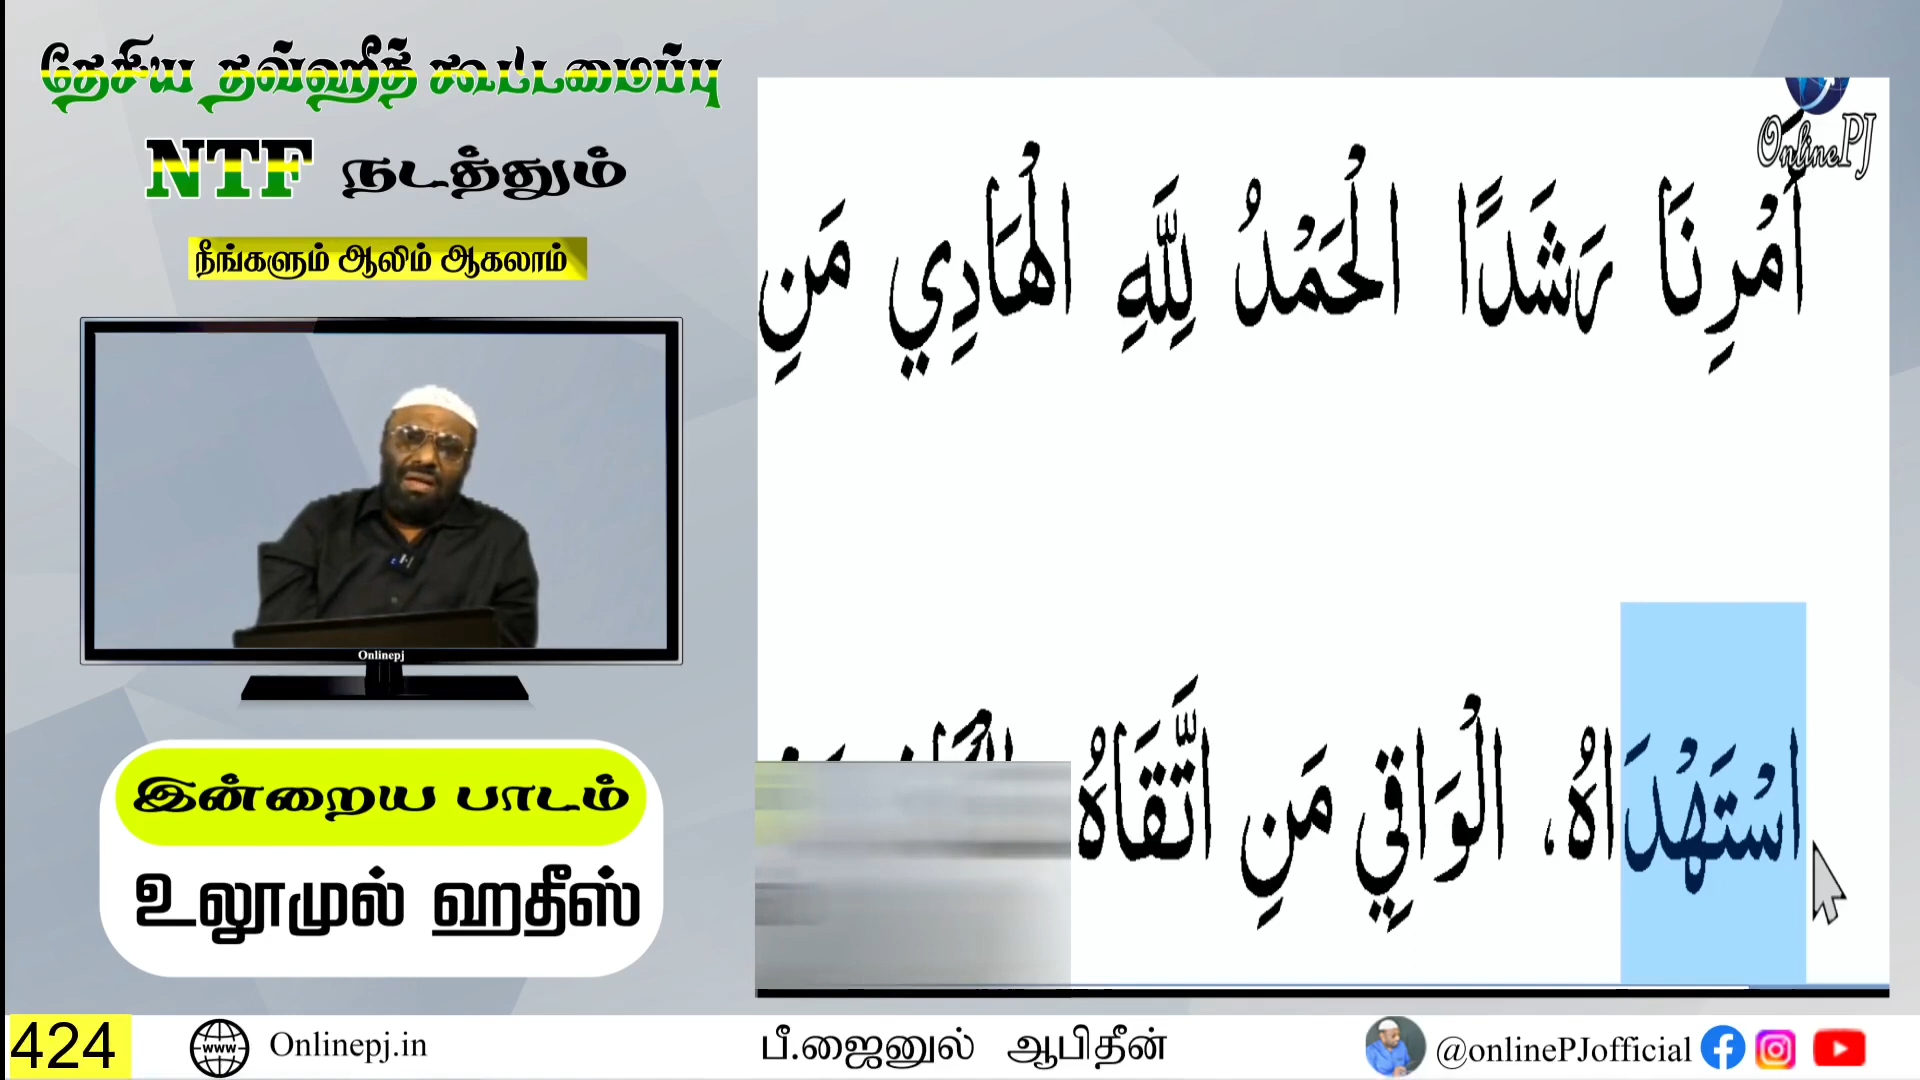 தேசிய தவ்ஹீத் கூட்டமைப்பு
NTF நடத்தும்
நீங்களும் ஆலிம் ஆகலாம்
Onlinepj
இன்றைய பாடம்
உலூமுல் ஹதீஸ்
OnlinePJ
أَمْرِنَا رَشَدًا الْحَمْدُ لِلَّهِ الْهَادِي مَنِ
اسْتَهْدَاهُ، الْوَاقِي مَنِ اتَّقَاهُ
424
www
Onlinepj.in
பீ.ஜைனுல் ஆபிதீன்
@onlinePJofficial